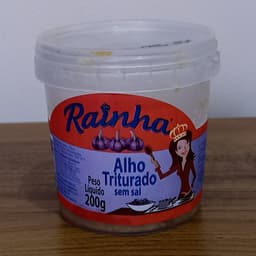 Rainha
Alho
Triturado
sem sal
Peso
Líquido
200g